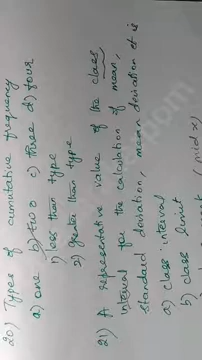 20) Types of cumulative frequency
a) one b) two c) three d) four
1) less than type
2) greater than type
21) A representative value of the class
interval for the calculation of mean,
standard deviation, mean deviation et is
a) class interval
b) class limit
(mid x)